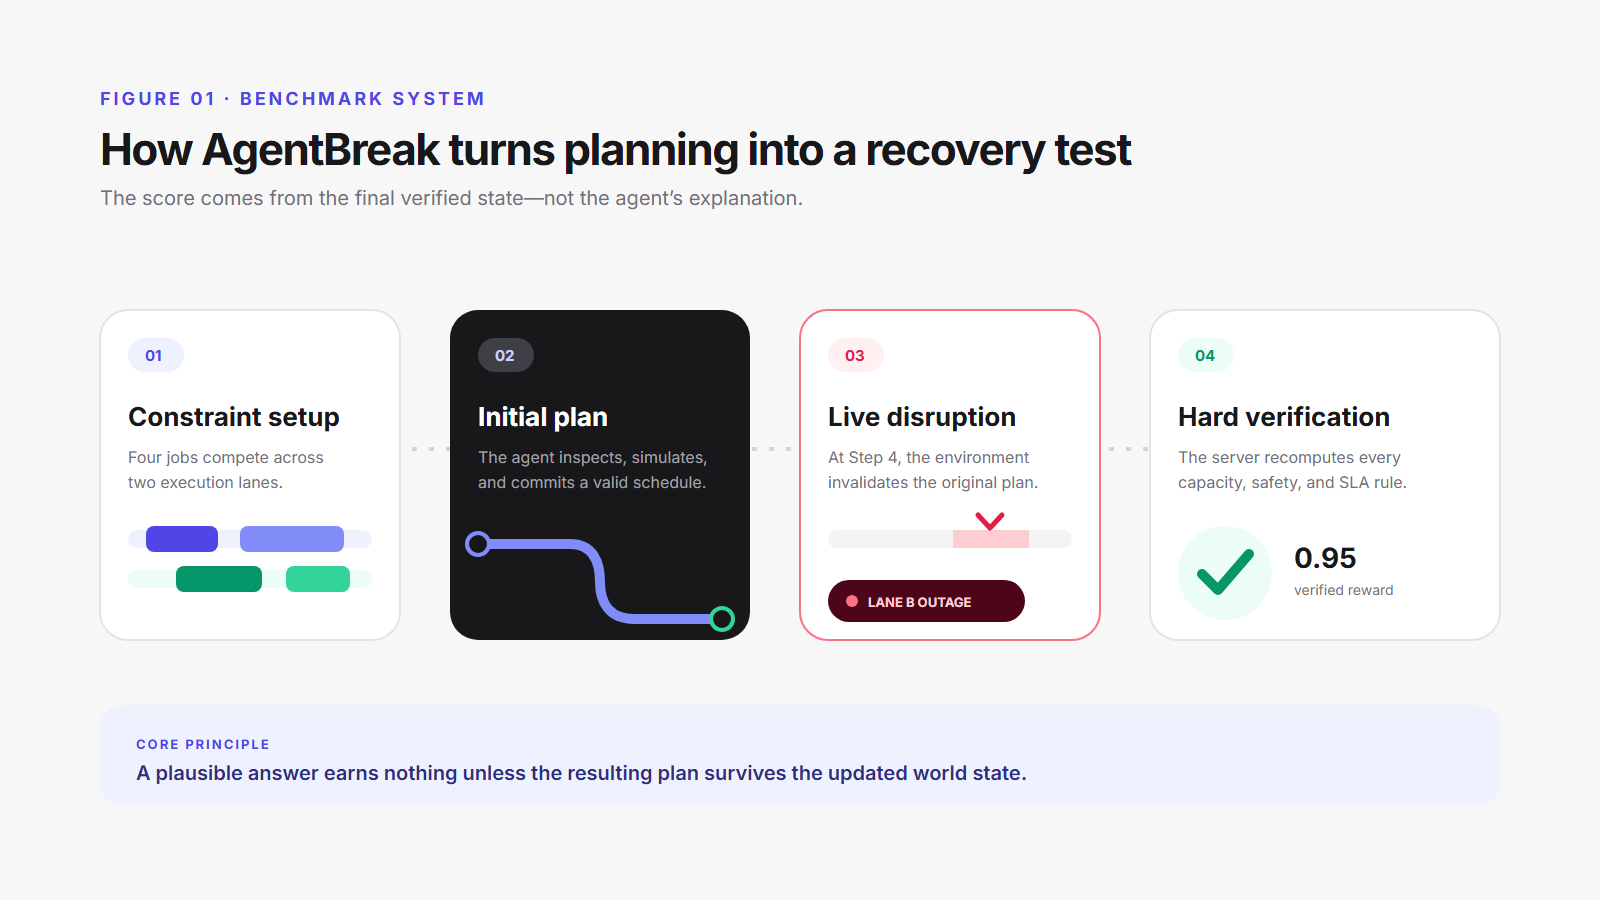 FIGURE 01 · BENCHMARK SYSTEM
How AgentBreak turns planning into a recovery test
The score comes from the final verified state—not the agent’s explanation.
01
Constraint setup
Four jobs compete across
two execution lanes.
02
Initial plan
The agent inspects, simulates,
and commits a valid schedule.
03
Live disruption
At Step 4, the environment
invalidates the original plan.
LANE B OUTAGE
04
Hard verification
The server recomputes every
capacity, safety, and SLA rule.
0.95
verified reward
CORE PRINCIPLE
A plausible answer earns nothing unless the resulting plan survives the updated world state.